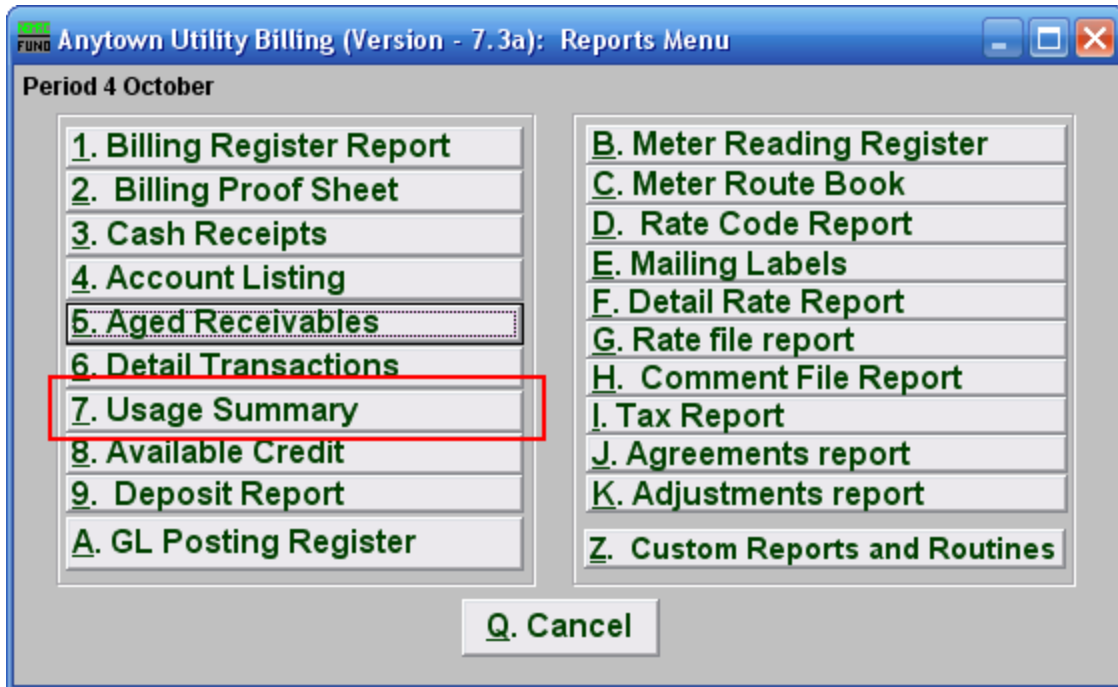 FUND Anytown Utility Billing (Version - 7.3a): Reports Menu
Period 4 October
1. Billing Register Report
2. Billing Proof Sheet
3. Cash Receipts
4. Account Listing
5. Aged Receivables
6. Detail Transactions
7. Usage Summary
8. Available Credit
9. Deposit Report
A. GL Posting Register
B. Meter Reading Register
C. Meter Route Book
D. Rate Code Report
E. Mailing Labels
F. Detail Rate Report
G. Rate file report
H. Comment File Report
I. Tax Report
J. Agreements report
K. Adjustments report
Z. Custom Reports and Routines
Q. Cancel